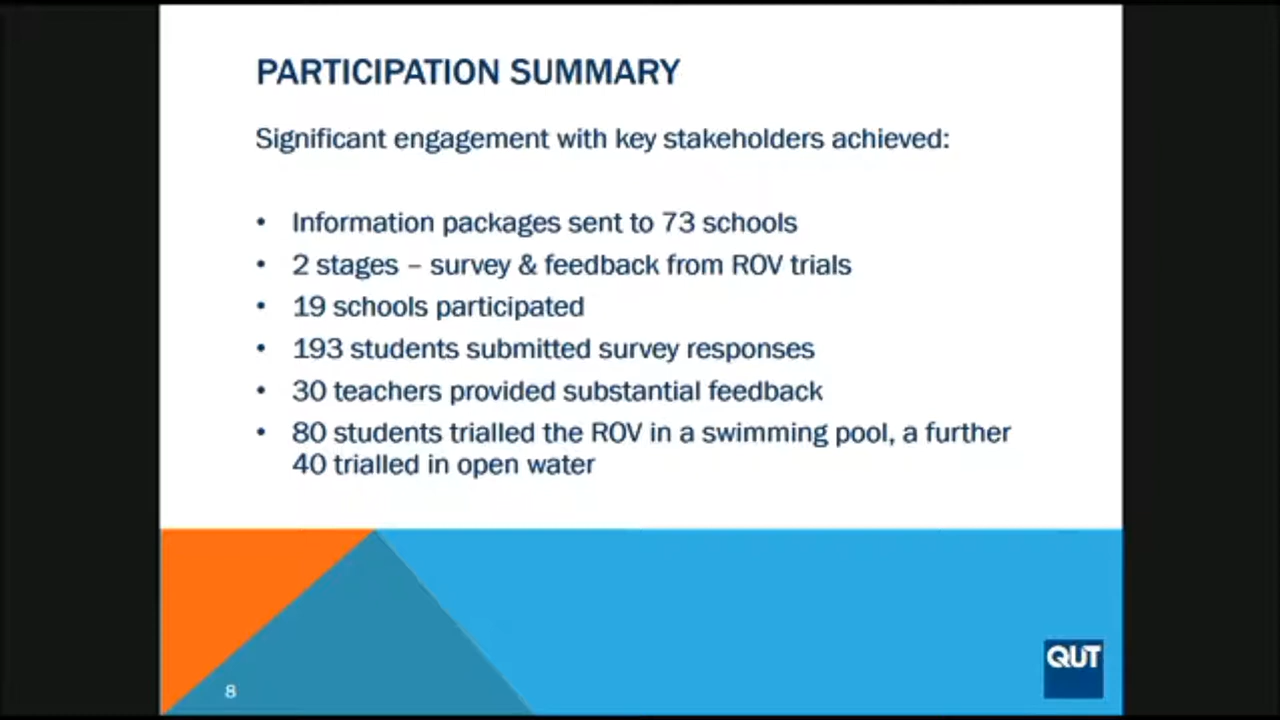 PARTICIPATION SUMMARY
Significant engagement with key stakeholders achieved:
• Information packages sent to 73 schools
• 2 stages – survey & feedback from ROV trials
• 19 schools participated
• 193 students submitted survey responses
• 30 teachers provided substantial feedback
• 80 students trialled the ROV in a swimming pool, a further
40 trialled in open water
8
QUT